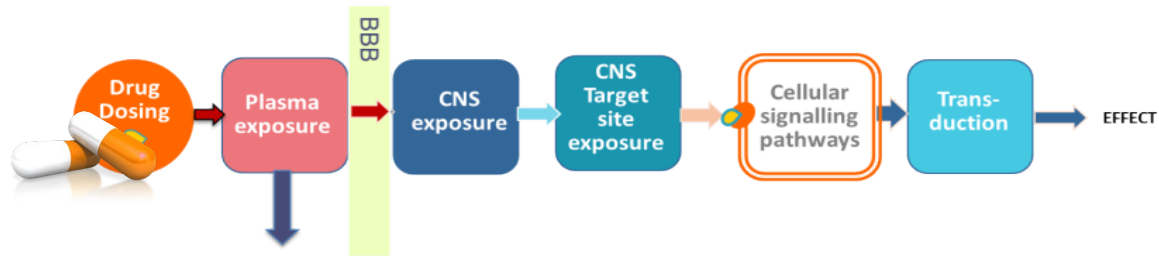 Drug
Dosing
Plasma
exposure
BBB
CNS
exposure
CNS
Target
site
exposure
Cellular
signalling
pathways
Trans-
duction
EFFECT